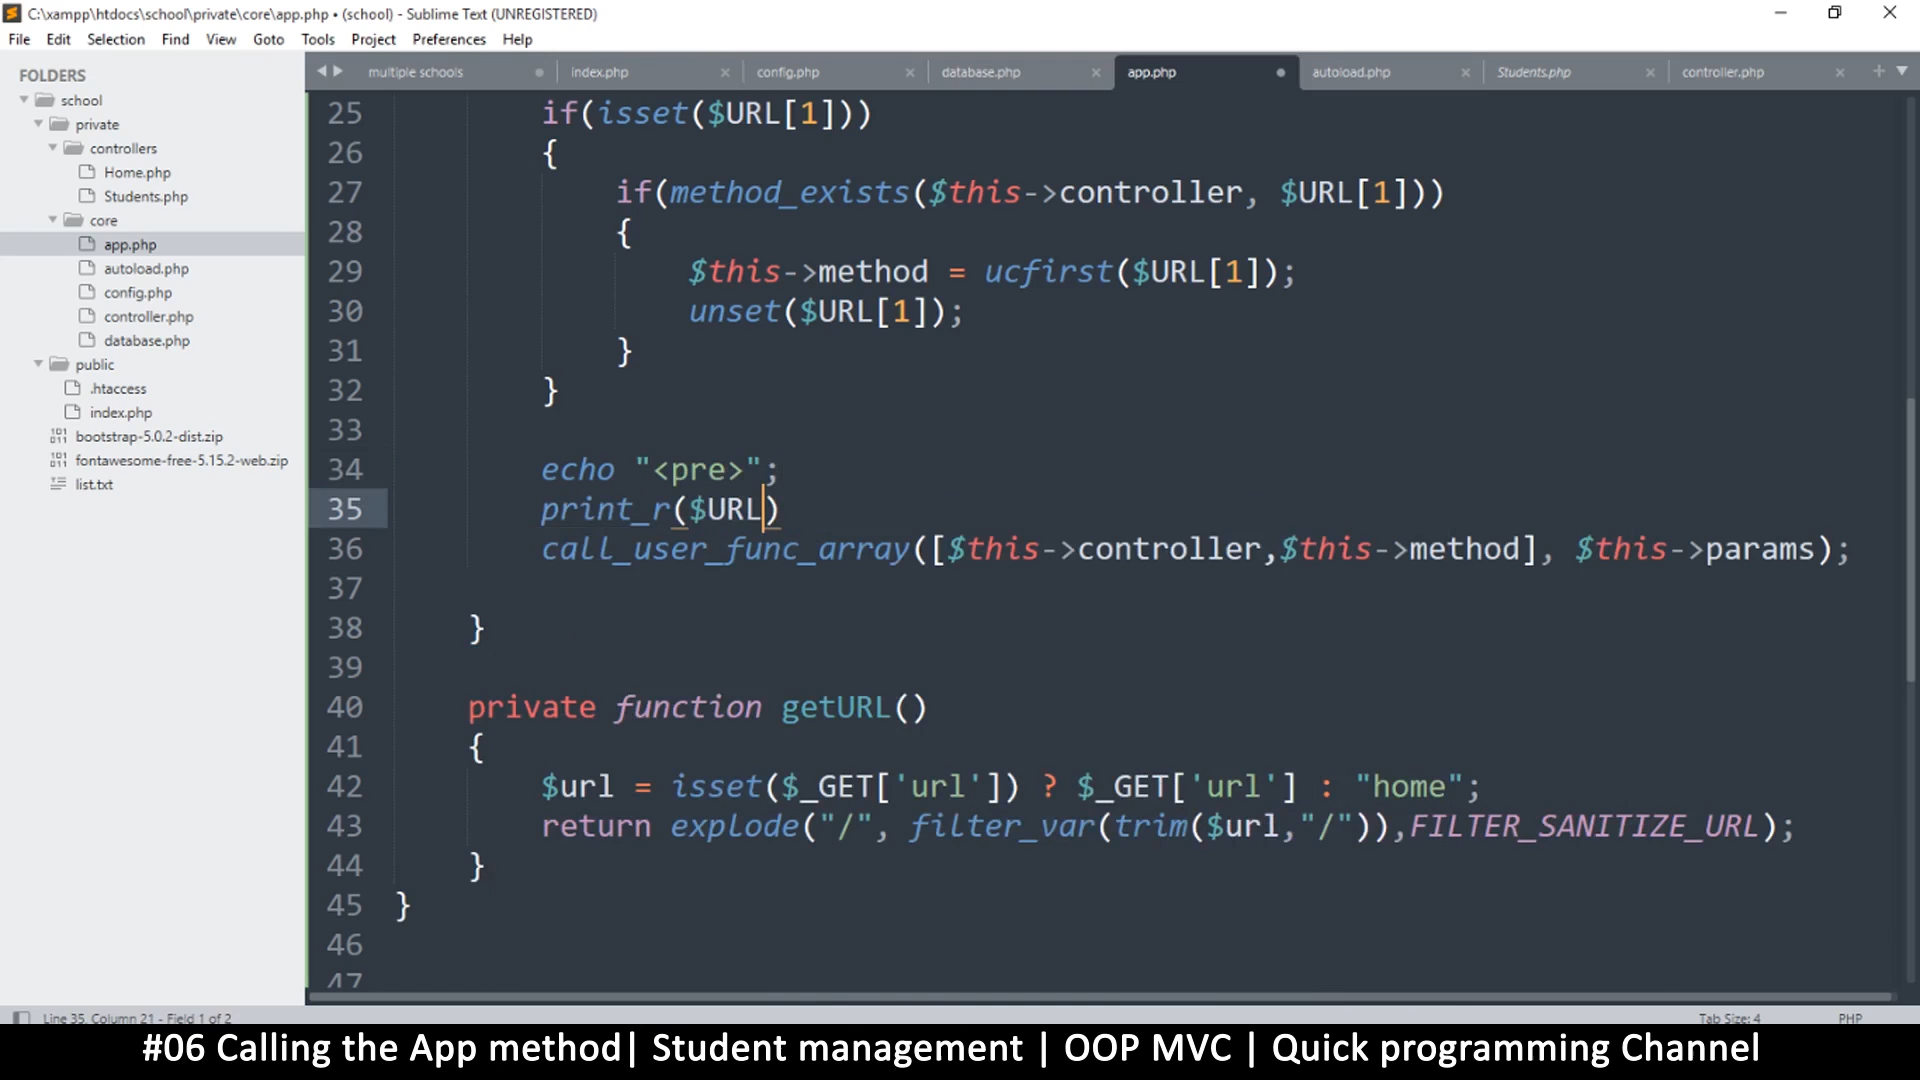 C:\xampp\htdocs\school\private\core\app.php • (school) - Sublime Text (UNREGISTERED)
File Edit Selection Find View Goto Tools Project Preferences Help
FOLDERS
school
private
controllers
Home.php
Students.php
core
app.php
autoload.php
config.php
controller.php
database.php
public
.htaccess
index.php
bootstrap-5.0.2-dist.zip
fontawesome-free-5.15.2-web.zip
list.txt
multiple schools index.php config.php database.php app.php autoload.php Students.php controller.php
25 if(isset($URL[1]))
26 {
27 if(method_exists($this->controller, $URL[1]))
28 {
29 $this->method = ucfirst($URL[1]);
30 unset($URL[1]);
31 }
32 }
33
34 echo "<pre>";
35 print_r($URL)
36 call_user_func_array([$this->controller,$this->method], $this->params);
37
38 }
39
40 private function getURL()
41 {
42 $url = isset($_GET['url']) ? $_GET['url'] : "home";
43 return explode("/", filter_var(trim($url,"/")),FILTER_SANITIZE_URL);
44 }
45 }
46
47
Line 35, Column 21 - Field 1 of 2 Tab Size: 4 PHP
#06 Calling the App method| Student management | OOP MVC | Quick programming Channel